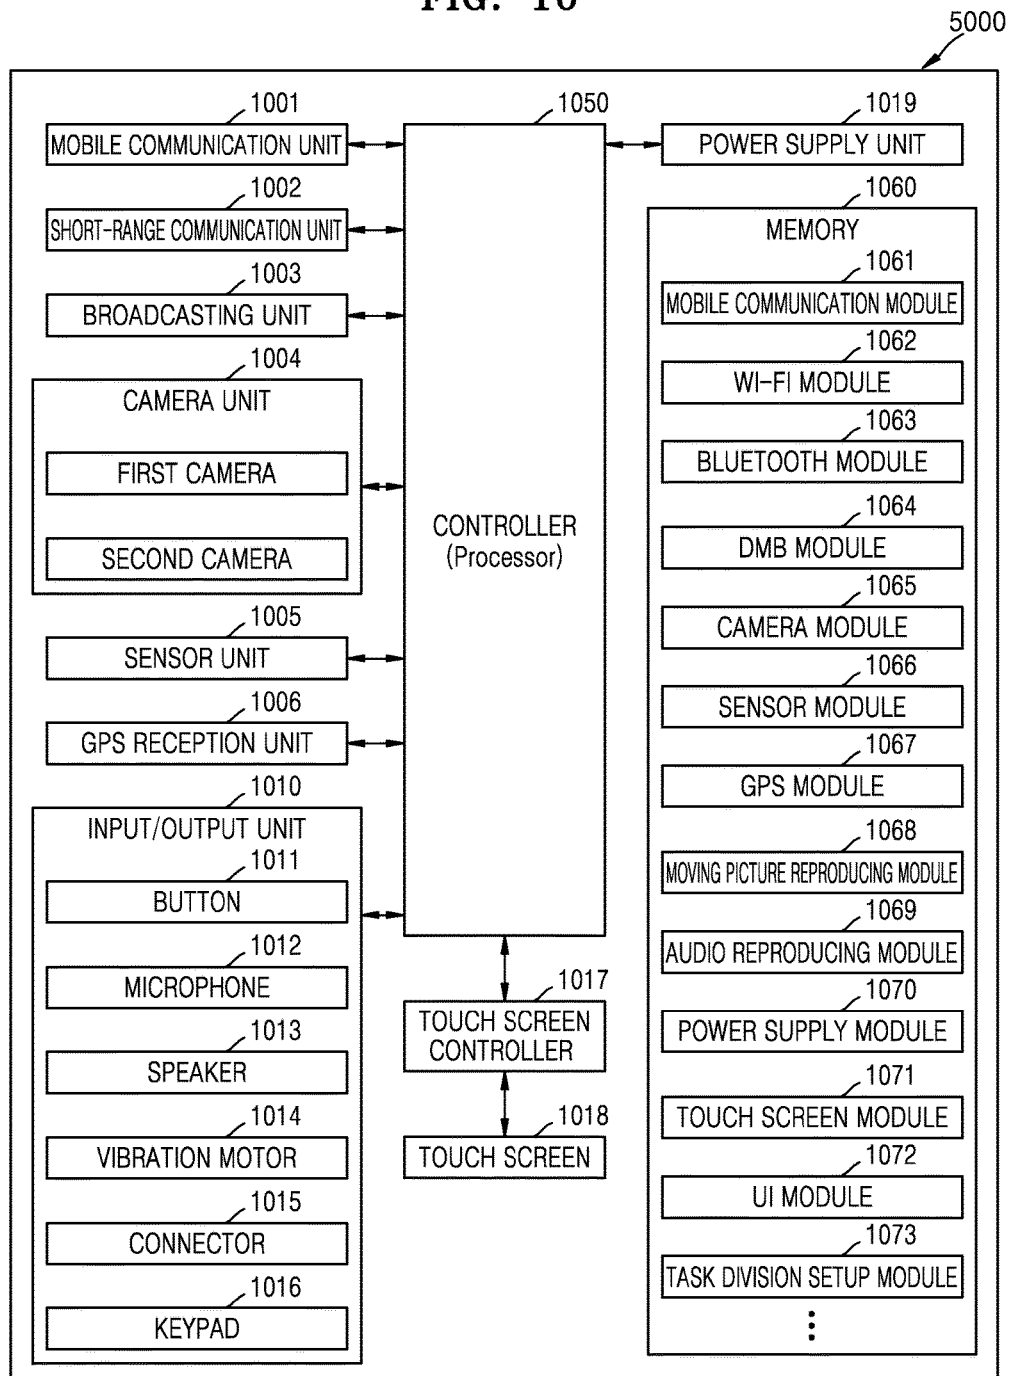 5000
1001
MOBILE COMMUNICATION UNIT
1002
SHORT-RANGE COMMUNICATION UNIT
1003
BROADCASTING UNIT
1004
CAMERA UNIT
FIRST CAMERA
SECOND CAMERA
1005
SENSOR UNIT
1006
GPS RECEPTION UNIT
1010
INPUT/OUTPUT UNIT
1011
BUTTON
1012
MICROPHONE
1013
SPEAKER
1014
VIBRATION MOTOR
1015
CONNECTOR
1016
KEYPAD
1050
CONTROLLER
(Processor)
1017
TOUCH SCREEN
CONTROLLER
1018
TOUCH SCREEN
1019
POWER SUPPLY UNIT
1060
MEMORY
1061
MOBILE COMMUNICATION MODULE
1062
WI-FI MODULE
1063
BLUETOOTH MODULE
1064
DMB MODULE
1065
CAMERA MODULE
1066
SENSOR MODULE
1067
GPS MODULE
1068
MOVING PICTURE REPRODUCING MODULE
1069
AUDIO REPRODUCING MODULE
1070
POWER SUPPLY MODULE
1071
TOUCH SCREEN MODULE
1072
UI MODULE
1073
TASK DIVISION SETUP MODULE